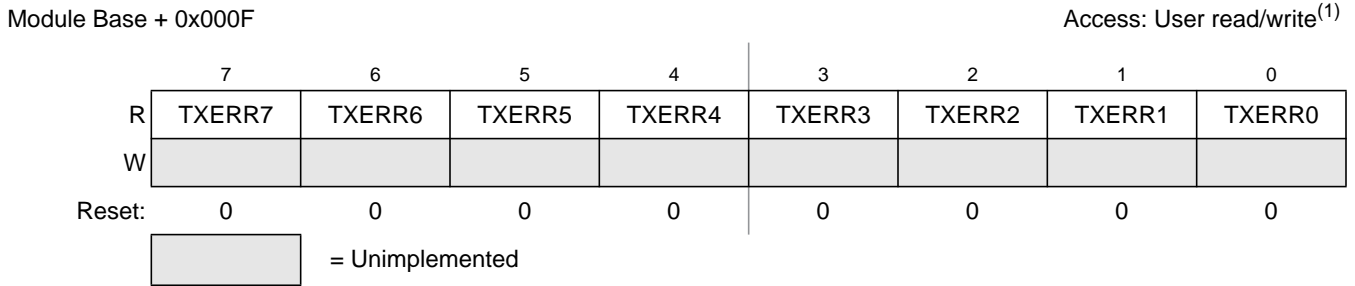 Module Base + 0x000F Access: User read/write(1)
7 6 5 4 3 2 1 0
R TXERR7 TXERR6 TXERR5 TXERR4 TXERR3 TXERR2 TXERR1 TXERR0
W
Reset: 0 0 0 0 0 0 0 0
= Unimplemented